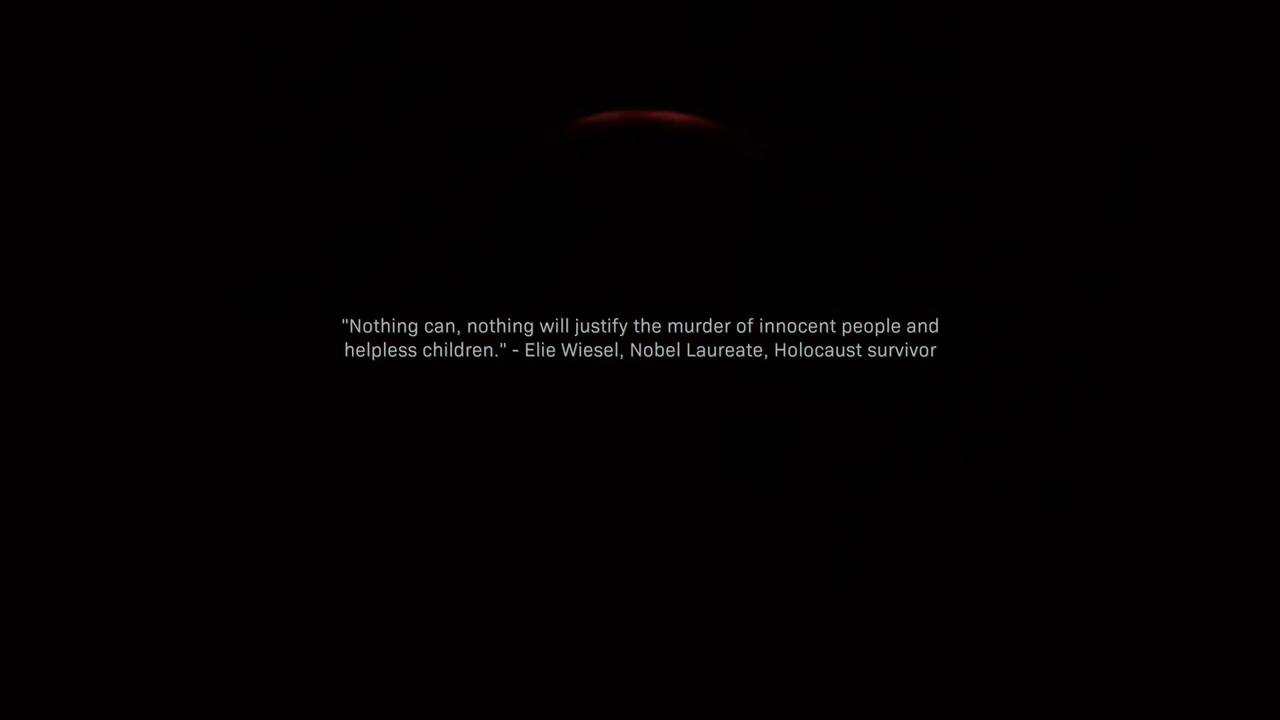 "Nothing can, nothing will justify the murder of innocent people and
helpless children." - Elie Wiesel, Nobel Laureate, Holocaust survivor